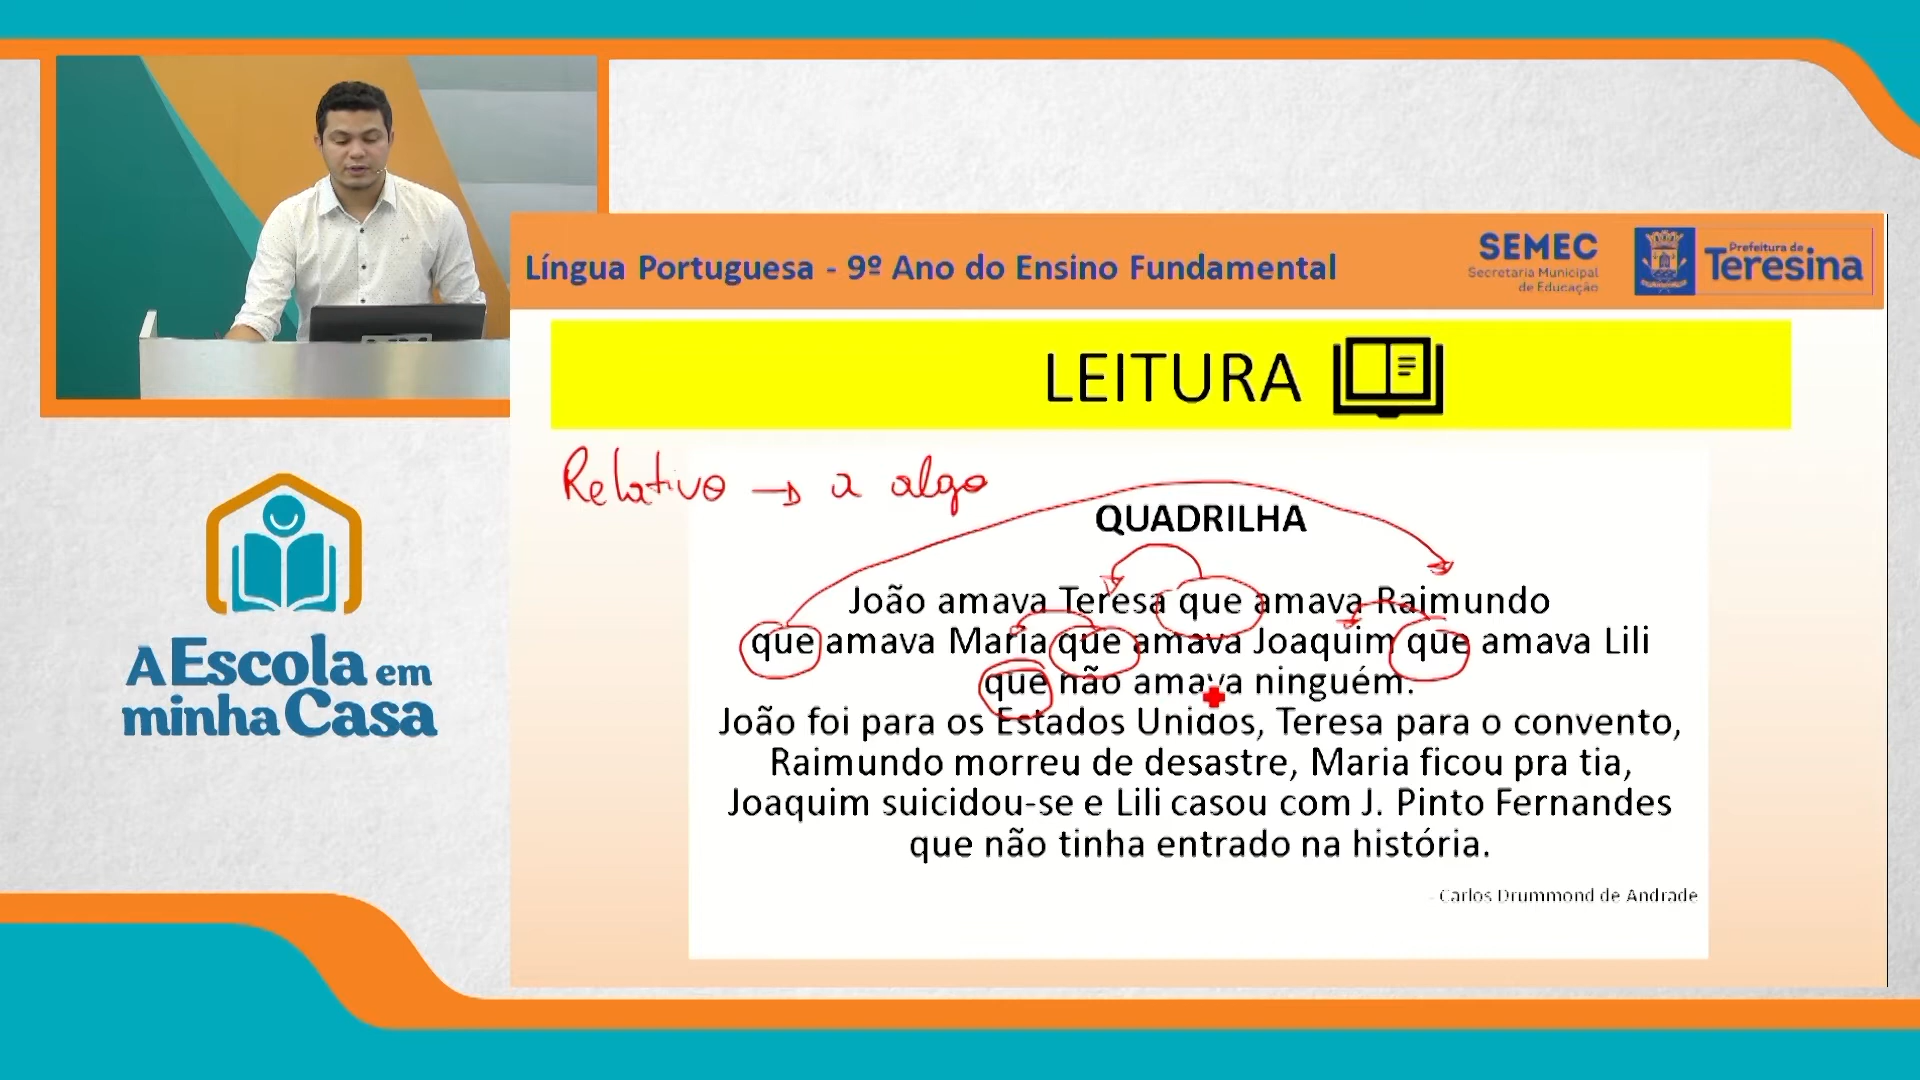 Língua Portuguesa - 9º Ano do Ensino Fundamental
SEMEC
Secretaria Municipal
de Educação
Prefeitura de
Teresina
LEITURA
Relativo → a algo
QUADRILHA
João amava Teresa que amava Raimundo
que amava Maria que amava Joaquim que amava Lili
que não amava ninguém.
João foi para os Estados Unidos, Teresa para o convento,
Raimundo morreu de desastre, Maria ficou pra tia,
Joaquim suicidou-se e Lili casou com J. Pinto Fernandes
que não tinha entrado na história.
- Carlos Drummond de Andrade
A Escola em
minha Casa